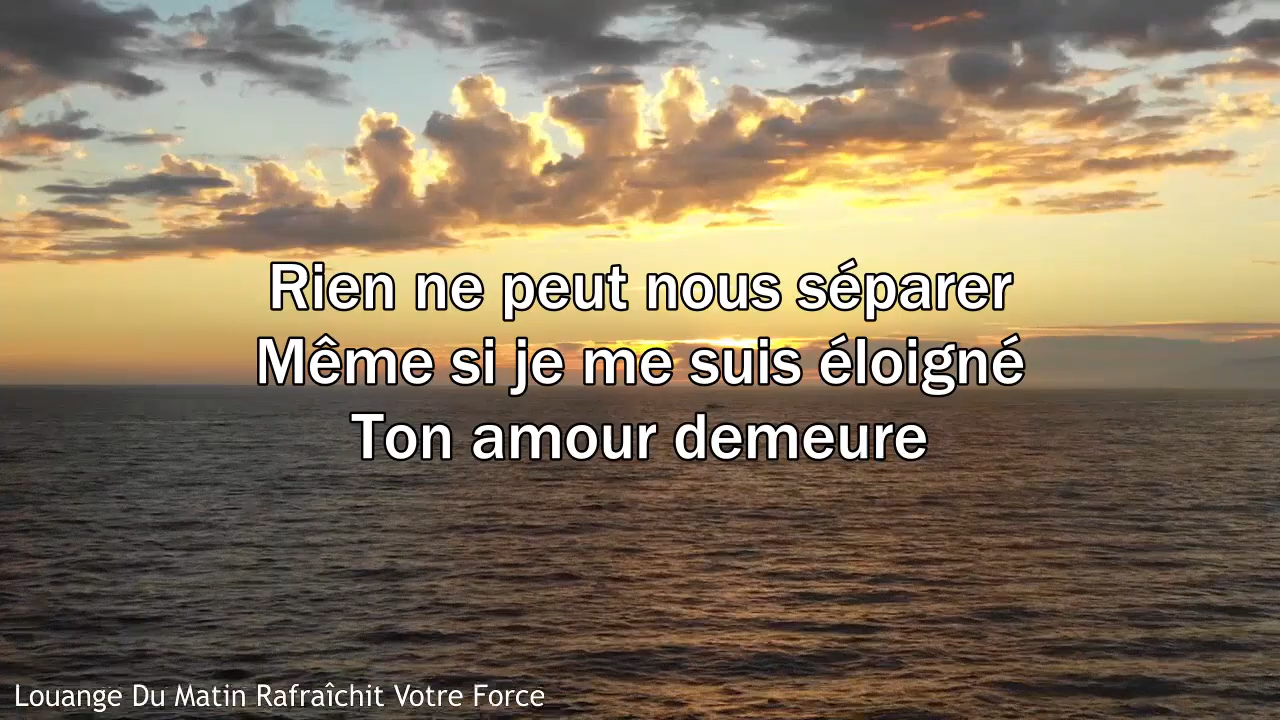 Rien ne peut nous séparer
Même si je me suis éloigné
Ton amour demeure
Louange Du Matin Rafraîchit Votre Force